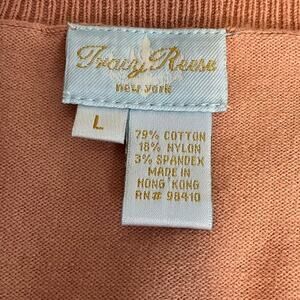 Tracy Reese
new york
L
79% COTTON
18% NYLON
3% SPANDEX
MADE IN
HONG KONG
RN# 98410